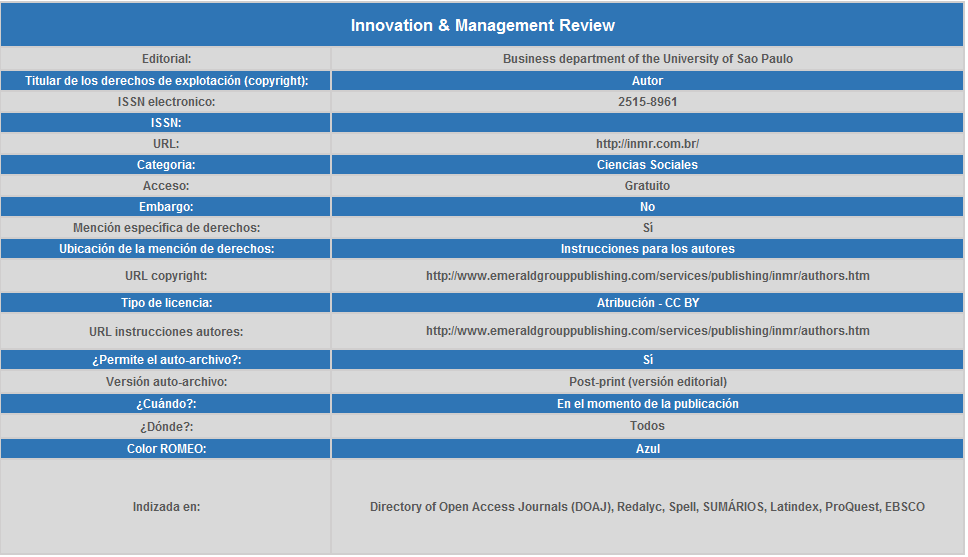 Innovation & Management Review
Editorial: Business department of the University of Sao Paulo
Titular de los derechos de explotación (copyright): Autor
ISSN electronico: 2515-8961
ISSN:
URL: http://inmr.com.br/
Categoria: Ciencias Sociales
Acceso: Gratuito
Embargo: No
Mención específica de derechos: Sí
Ubicación de la mención de derechos: Instrucciones para los autores
URL copyright: http://www.emeraldgrouppublishing.com/services/publishing/inmr/authors.htm
Tipo de licencia: Atribución - CC BY
URL instrucciones autores: http://www.emeraldgrouppublishing.com/services/publishing/inmr/authors.htm
¿Permite el auto-archivo?: Sí
Versión auto-archivo: Post-print (versión editorial)
¿Cuándo?: En el momento de la publicación
¿Dónde?: Todos
Color ROMEO: Azul
Indizada en: Directory of Open Access Journals (DOAJ), Redalyc, Spell, SUMÁRIOS, Latindex, ProQuest, EBSCO